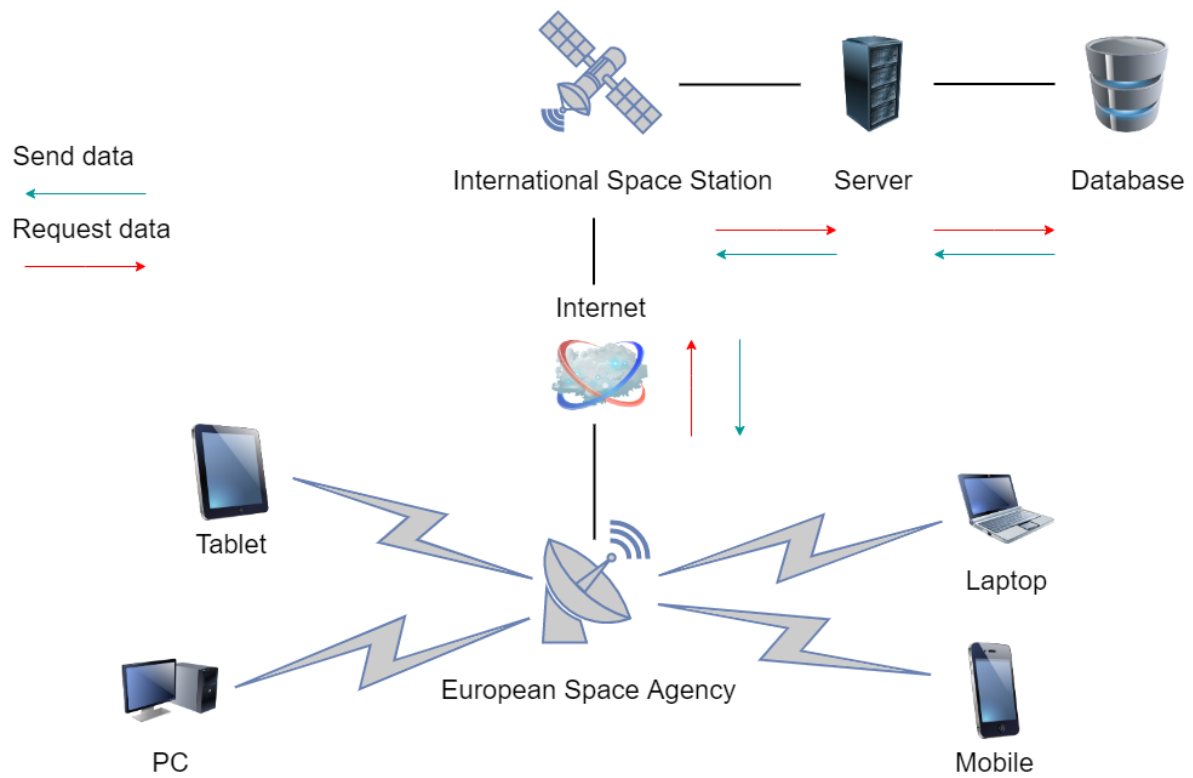 Send data
Request data
International Space Station
Server
Database
Internet
Tablet
Laptop
European Space Agency
PC
Mobile